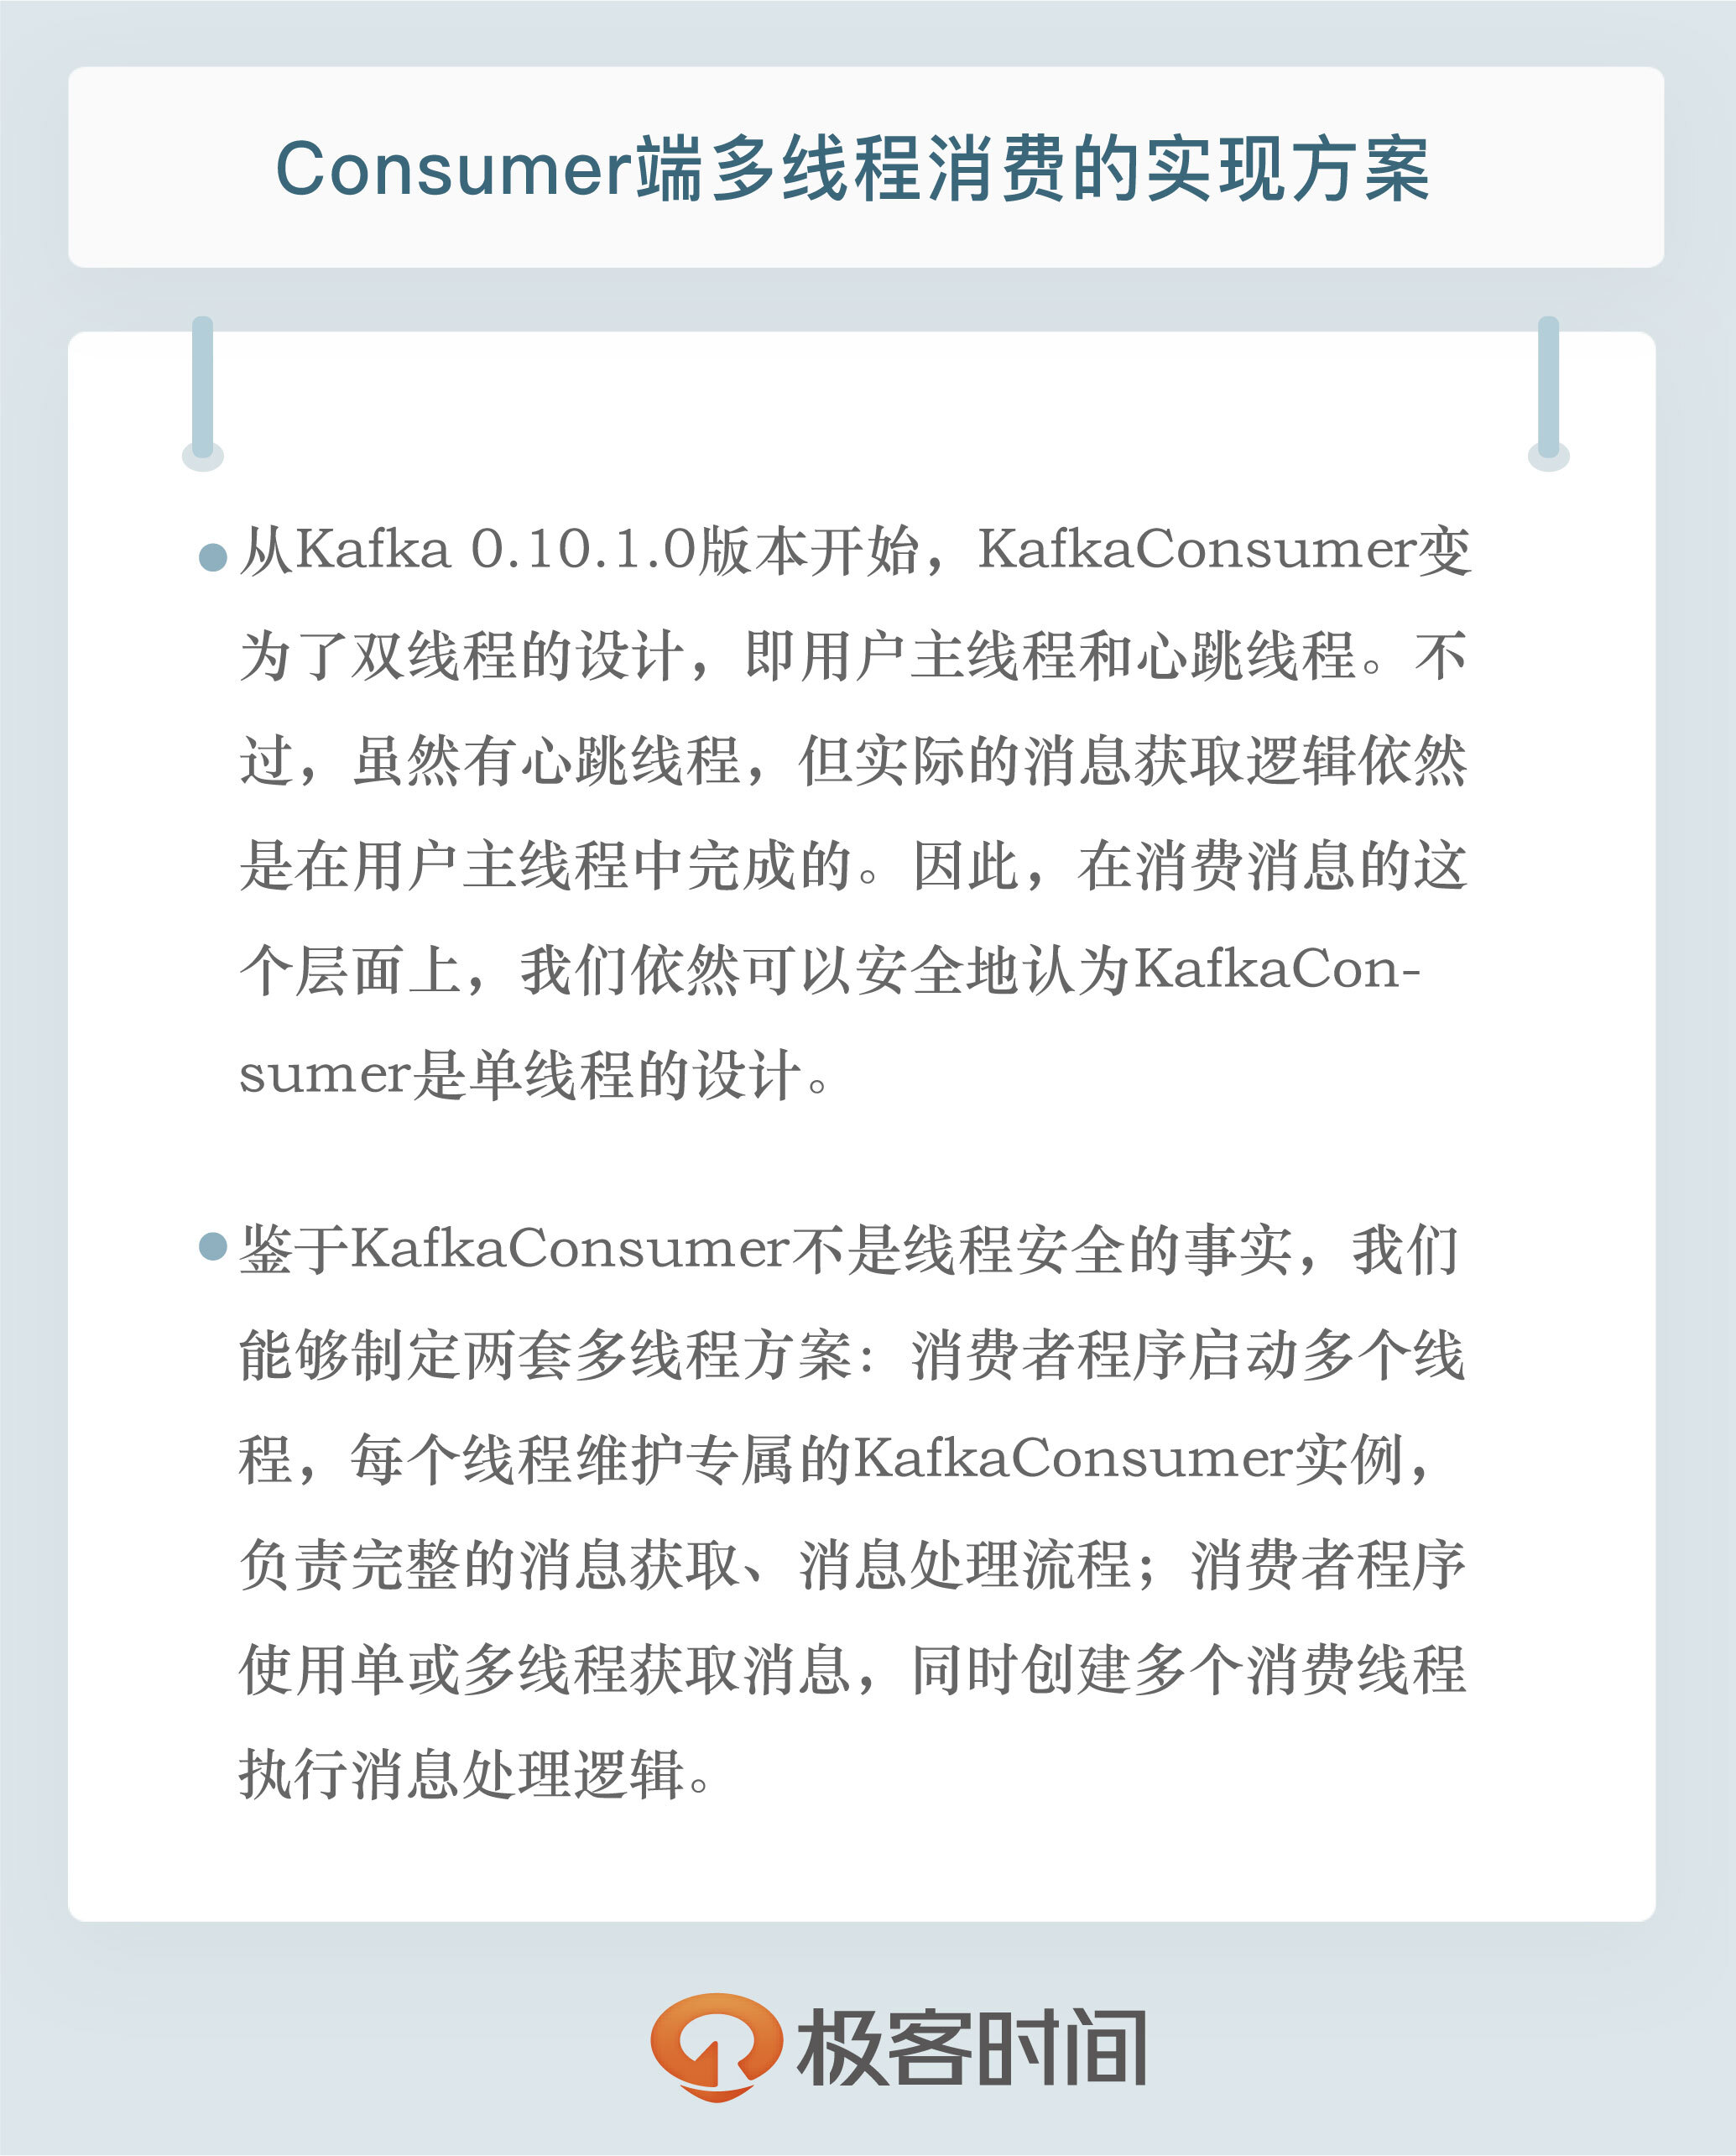 Consumer端多线程消费的实现方案
从Kafka 0.10.1.0版本开始，KafkaConsumer变
为了双线程的设计，即用户主线程和心跳线程。不
过，虽然有心跳线程，但实际的消息获取逻辑依然
是在用户主线程中完成的。因此，在消费消息的这
个层面上，我们依然可以安全地认为KafkaCon-
sumer是单线程的设计。
鉴于KafkaConsumer不是线程安全的事实，我们
能够制定两套多线程方案：消费者程序启动多个线
程，每个线程维护专属的KafkaConsumer实例，
负责完整的消息获取、消息处理流程；消费者程序
使用单或多线程获取消息，同时创建多个消费线程
执行消息处理逻辑。
极客时间